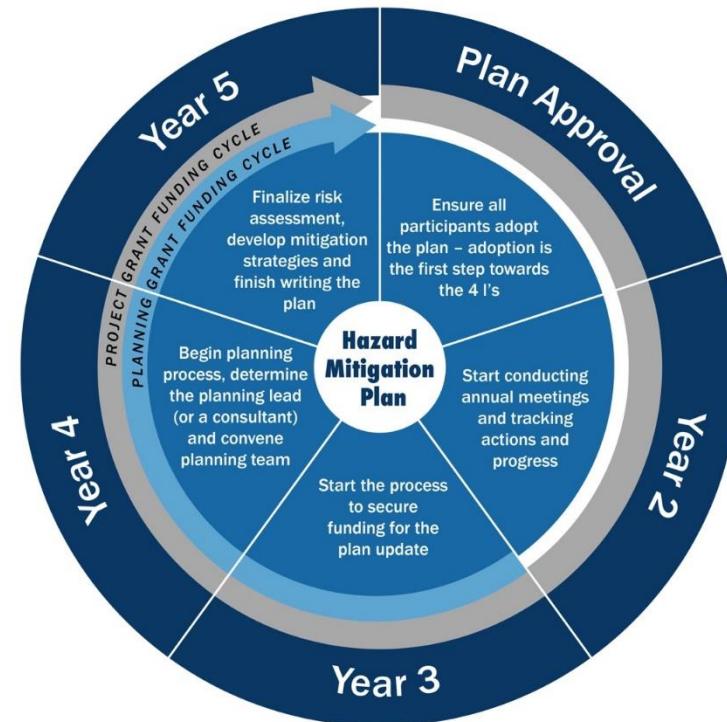 Plan Approval
Year 2
Year 3
Year 4
Year 5
PROJECT GRANT FUNDING CYCLE
PLANNING GRANT FUNDING CYCLE
Hazard
Mitigation
Plan
Ensure all
participants adopt
the plan – adoption is
the first step towards
the 4 I's
Start conducting
annual meetings
and tracking
actions and
progress
Start the process
to secure
funding for the
plan update
Begin planning
process, determine
the planning lead
(or a consultant)
and convene
planning team
Finalize risk
assessment,
develop mitigation
strategies and
finish writing the
plan